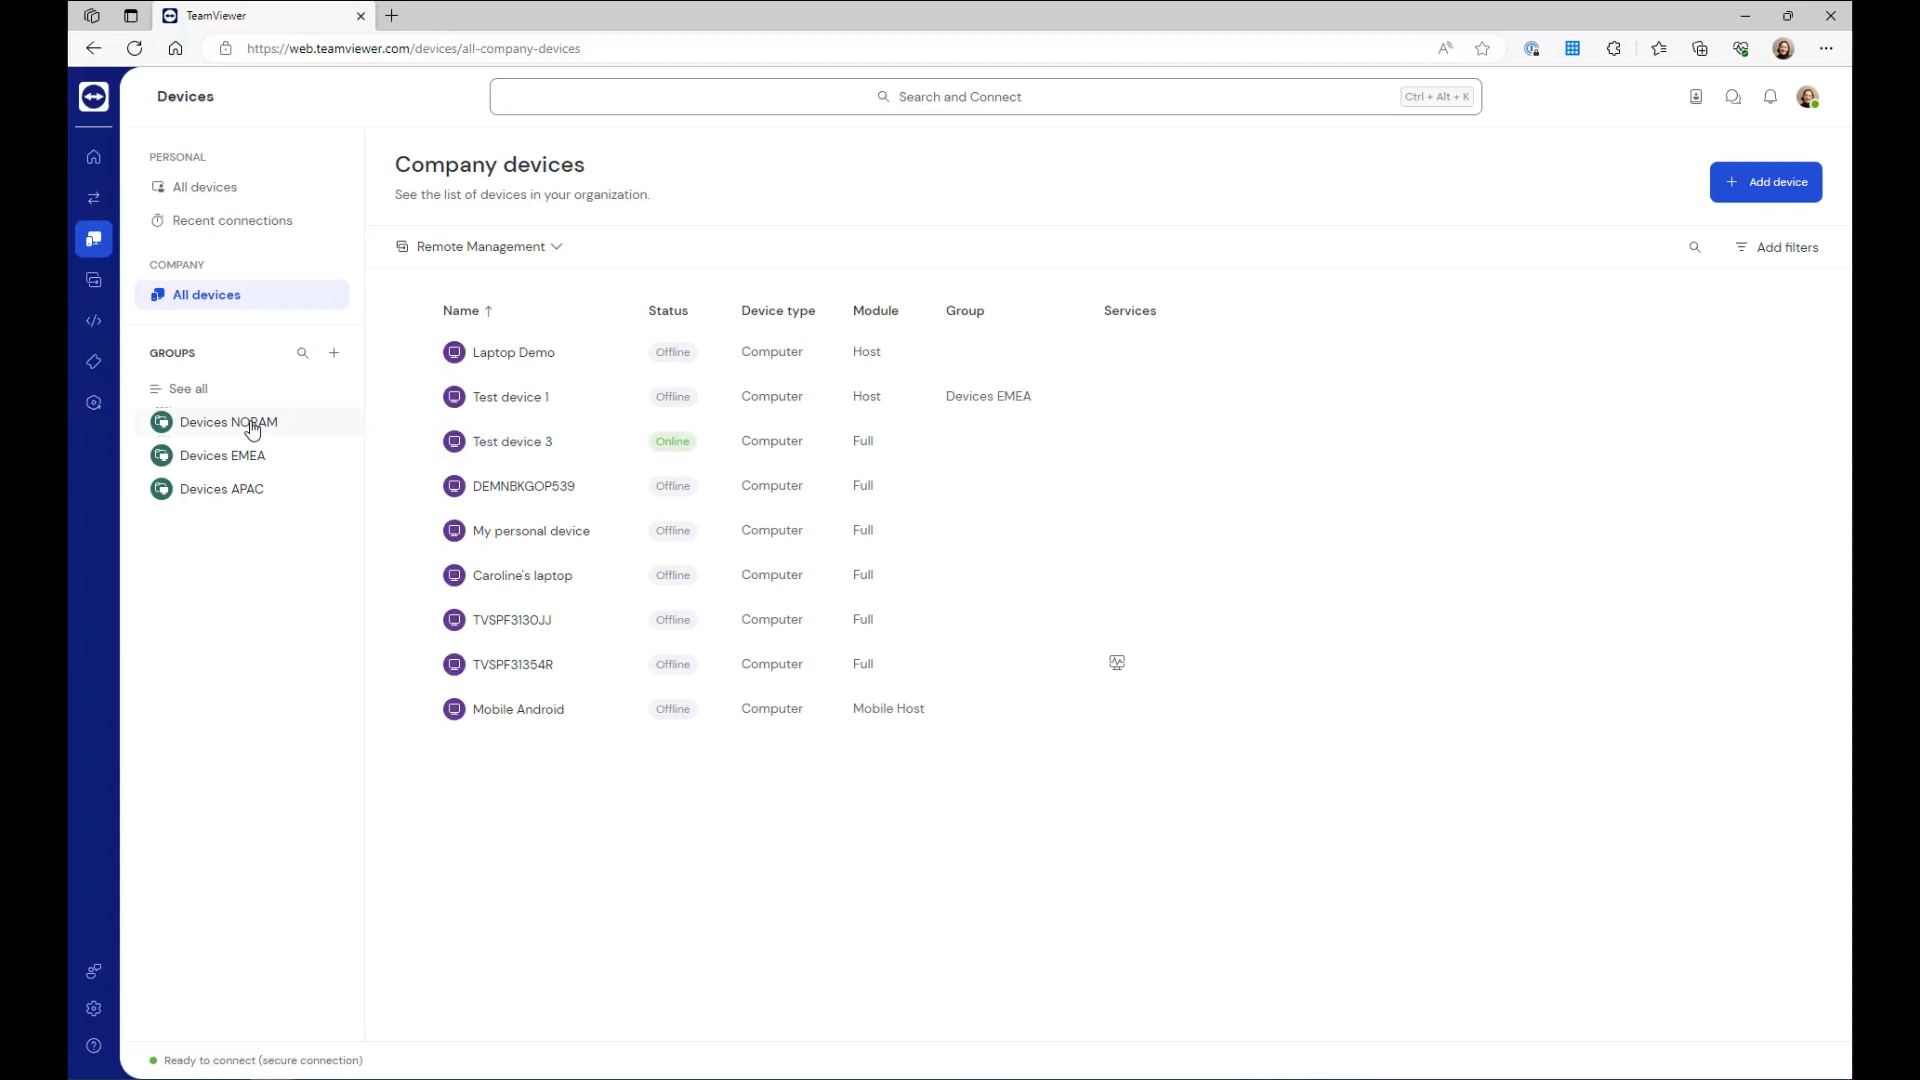 TeamViewer
https://web.teamviewer.com/devices/all-company-devices
Devices
Search and Connect
Ctrl + Alt + K
PERSONAL
All devices
Recent connections
COMPANY
All devices
GROUPS
See all
Devices NORAM
Devices EMEA
Devices APAC
Company devices
See the list of devices in your organization.
+ Add device
Remote Management
Add filters
Name ↑ Status Device type Module Group Services
Laptop Demo Offline Computer Host
Test device 1 Offline Computer Host Devices EMEA
Test device 3 Online Computer Full
DEMNBKGOP539 Offline Computer Full
My personal device Offline Computer Full
Caroline's laptop Offline Computer Full
TVSPF3130JJ Offline Computer Full
TVSPF31354R Offline Computer Full
Mobile Android Offline Computer Mobile Host
Ready to connect (secure connection)